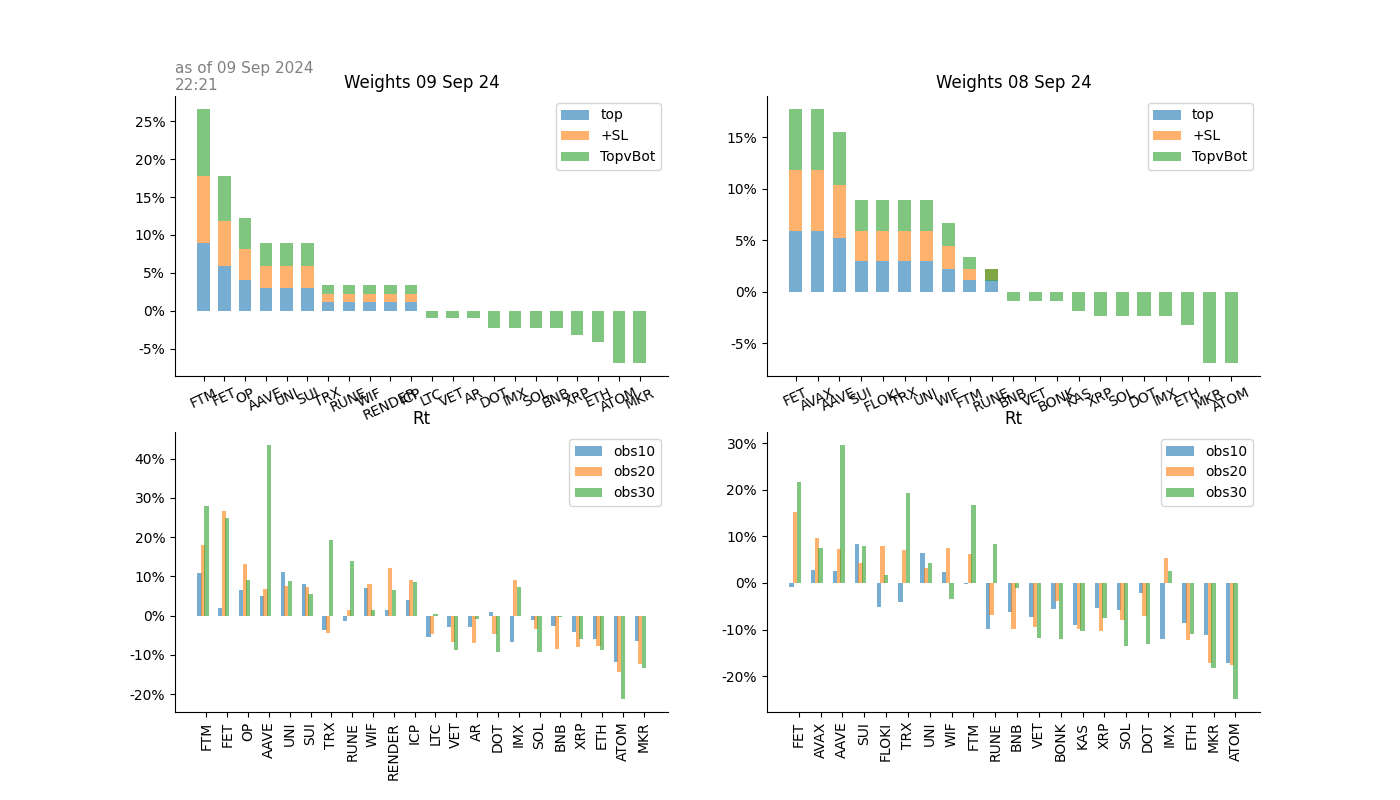 as of 09 Sep 2024
22:21
Weights 09 Sep 24
25%
20%
15%
10%
5%
0%
-5%
top
+SL
TopvBot
FTM FET OP AAVE UNI SUI TRX RUNE WIF RENDER ICP LTC VET AR DOT IMX SOL BNB XRP ETH ATOM MKR
Weights 08 Sep 24
15%
10%
5%
0%
-5%
top
+SL
TopvBot
FET AVAX AAVE SUI FLOKI TRX UNI WIF FTM RUNE BNB VET BONK KAS XRP SOL DOT IMX ETH MKR ATOM
Rt
40%
30%
20%
10%
0%
-10%
-20%
obs10
obs20
obs30
FTM FET OP AAVE UNI SUI TRX RUNE WIF RENDER ICP LTC VET AR DOT IMX SOL BNB XRP ETH ATOM MKR
Rt
30%
20%
10%
0%
-10%
-20%
obs10
obs20
obs30
FET AVAX AAVE SUI FLOKI TRX UNI WIF FTM RUNE BNB VET BONK KAS XRP SOL DOT IMX ETH MKR ATOM